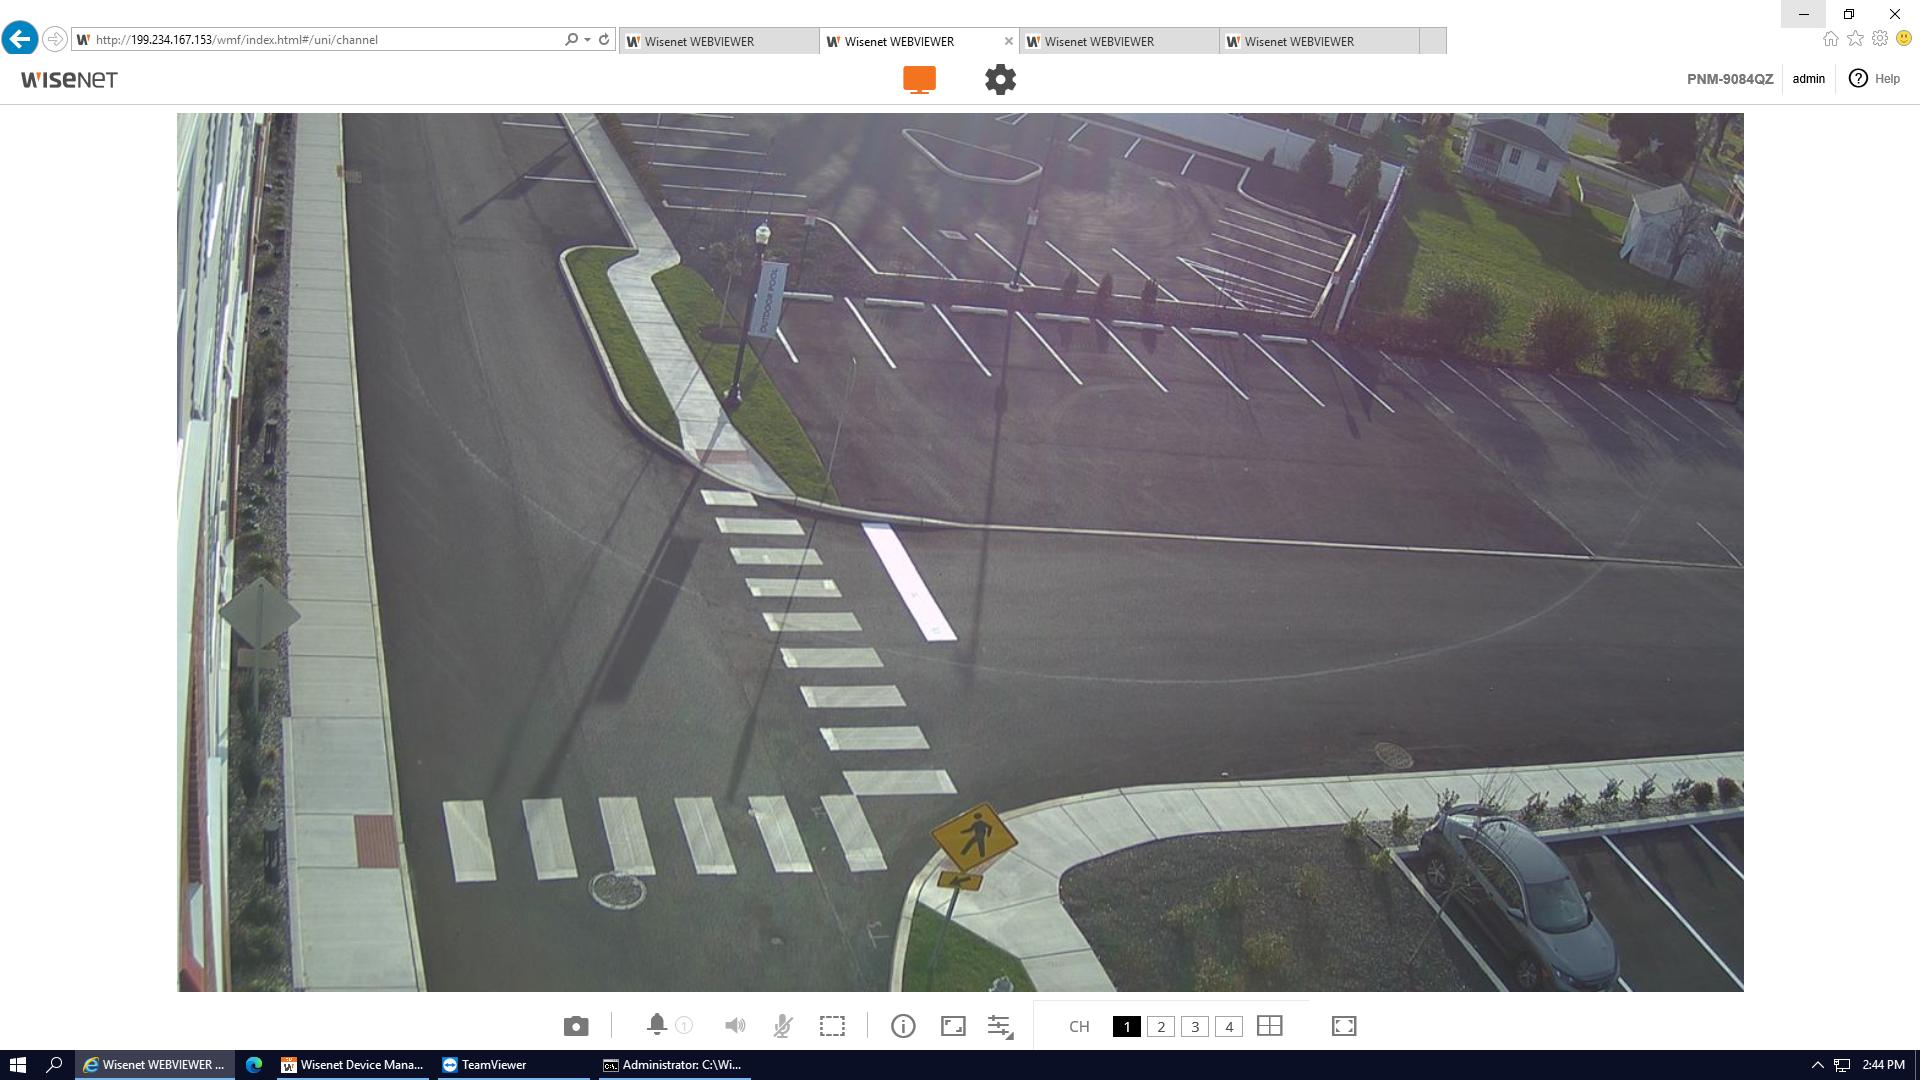 http://199.234.167.153/wmf/index.html#/uni/channel
Wisenet WEBVIEWER
Wisenet WEBVIEWER
Wisenet WEBVIEWER
Wisenet WEBVIEWER
WISENET
PNM-9084QZ
admin
? Help
OUTDOOR POOL
1
CH
1
2
3
4
Wisenet WEBVIEWER ...
Wisenet Device Mana...
TeamViewer
Administrator: C:\Wi...
2:44 PM